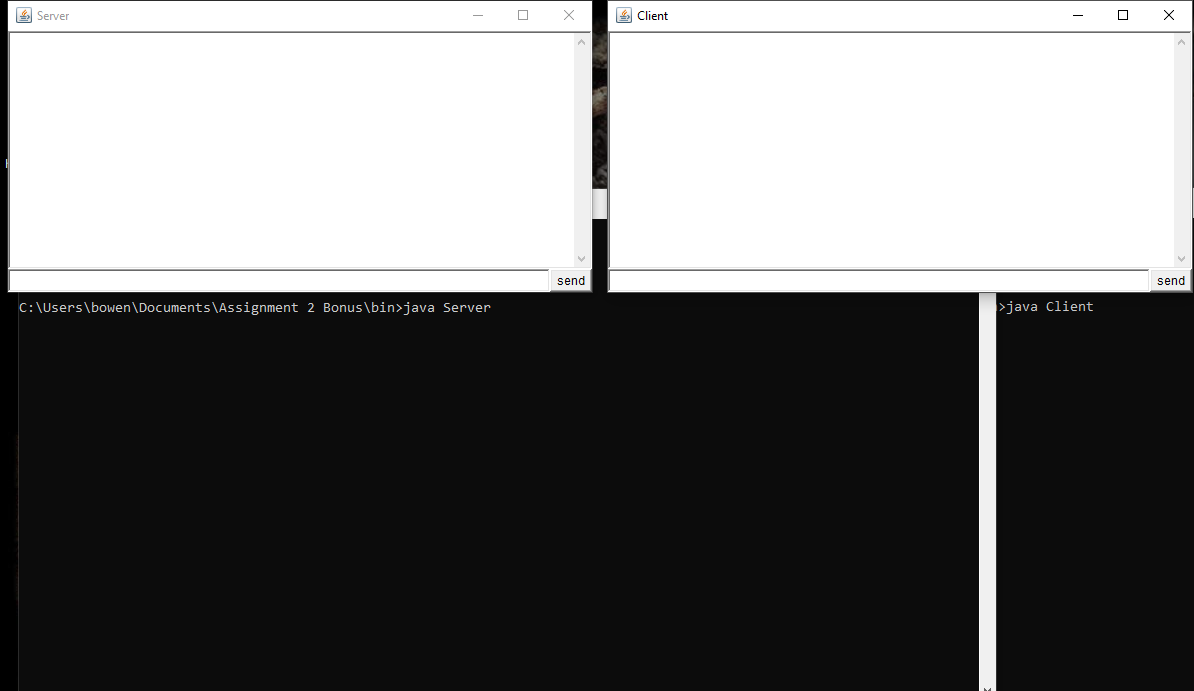 Server
Client
send
send
C:\Users\bowen\Documents\Assignment 2 Bonus\bin>java Server
>java Client